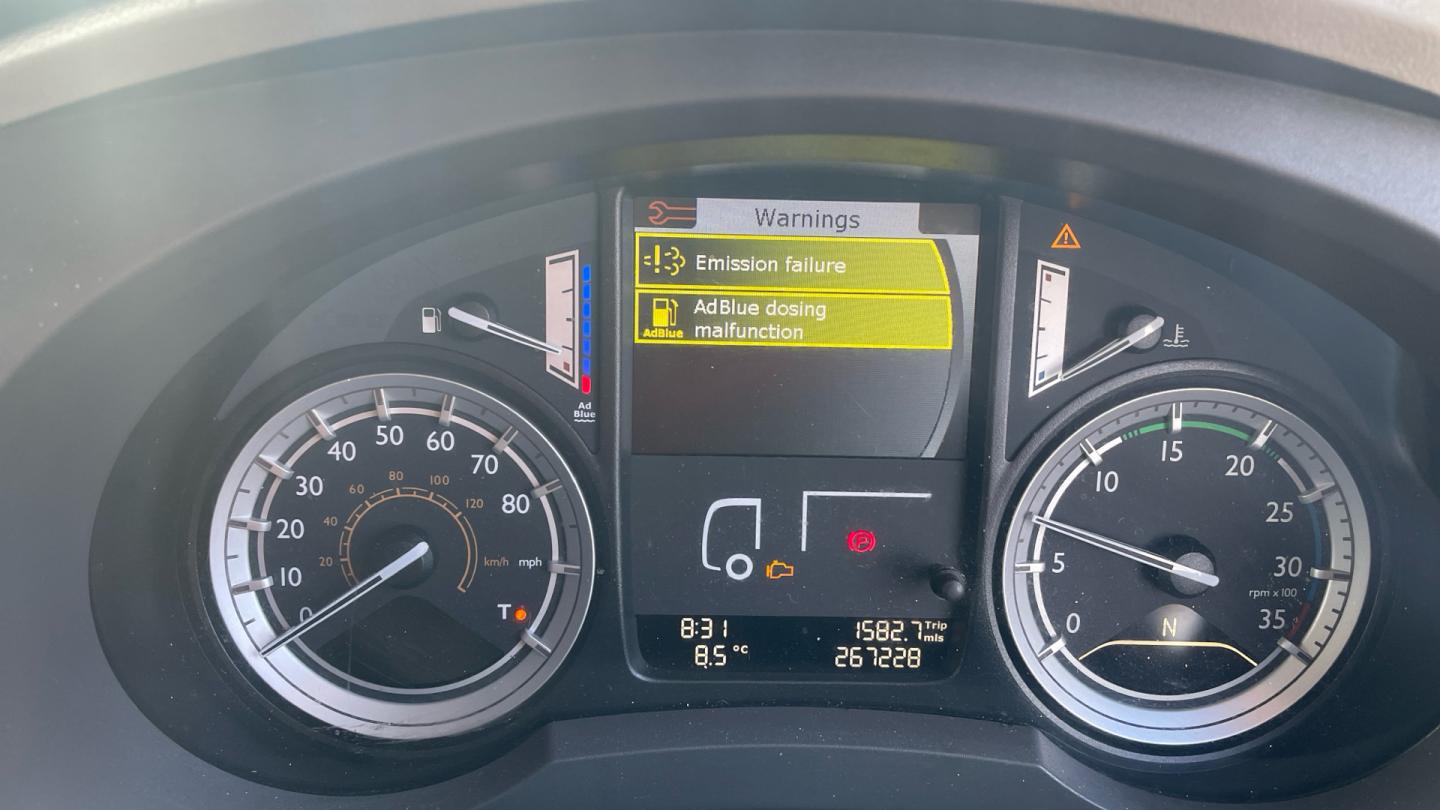 Warnings
Emission failure
AdBlue dosing
malfunction
AdBlue
Ad
Blue
0
10
20
30
40
50
60
70
80
20
40
60
80
100
120
km/h mph
T
8:31
8.5 °C
1582.7 Trip
mls
267228
0
5
10
15
20
25
30
35
rpm x 100
N